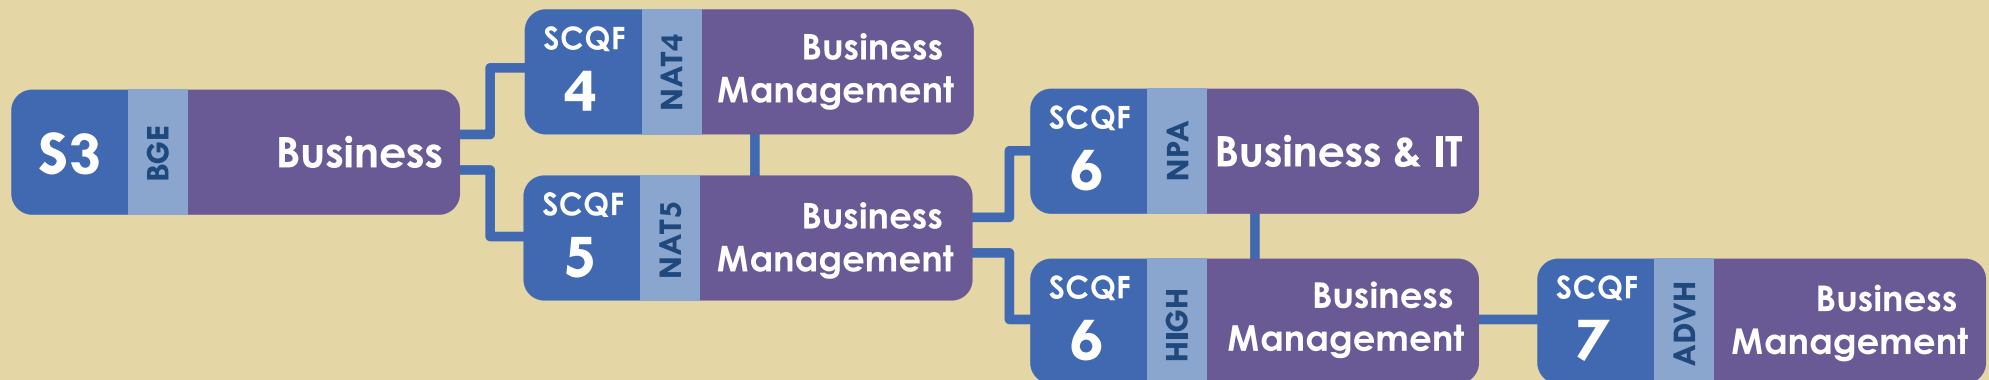 S3
BGE
Business
SCQF
4
NAT4
Business
Management
SCQF
5
NAT5
Business
Management
SCQF
6
NPA
Business & IT
SCQF
6
HIGH
Business
Management
SCQF
7
ADVH
Business
Management